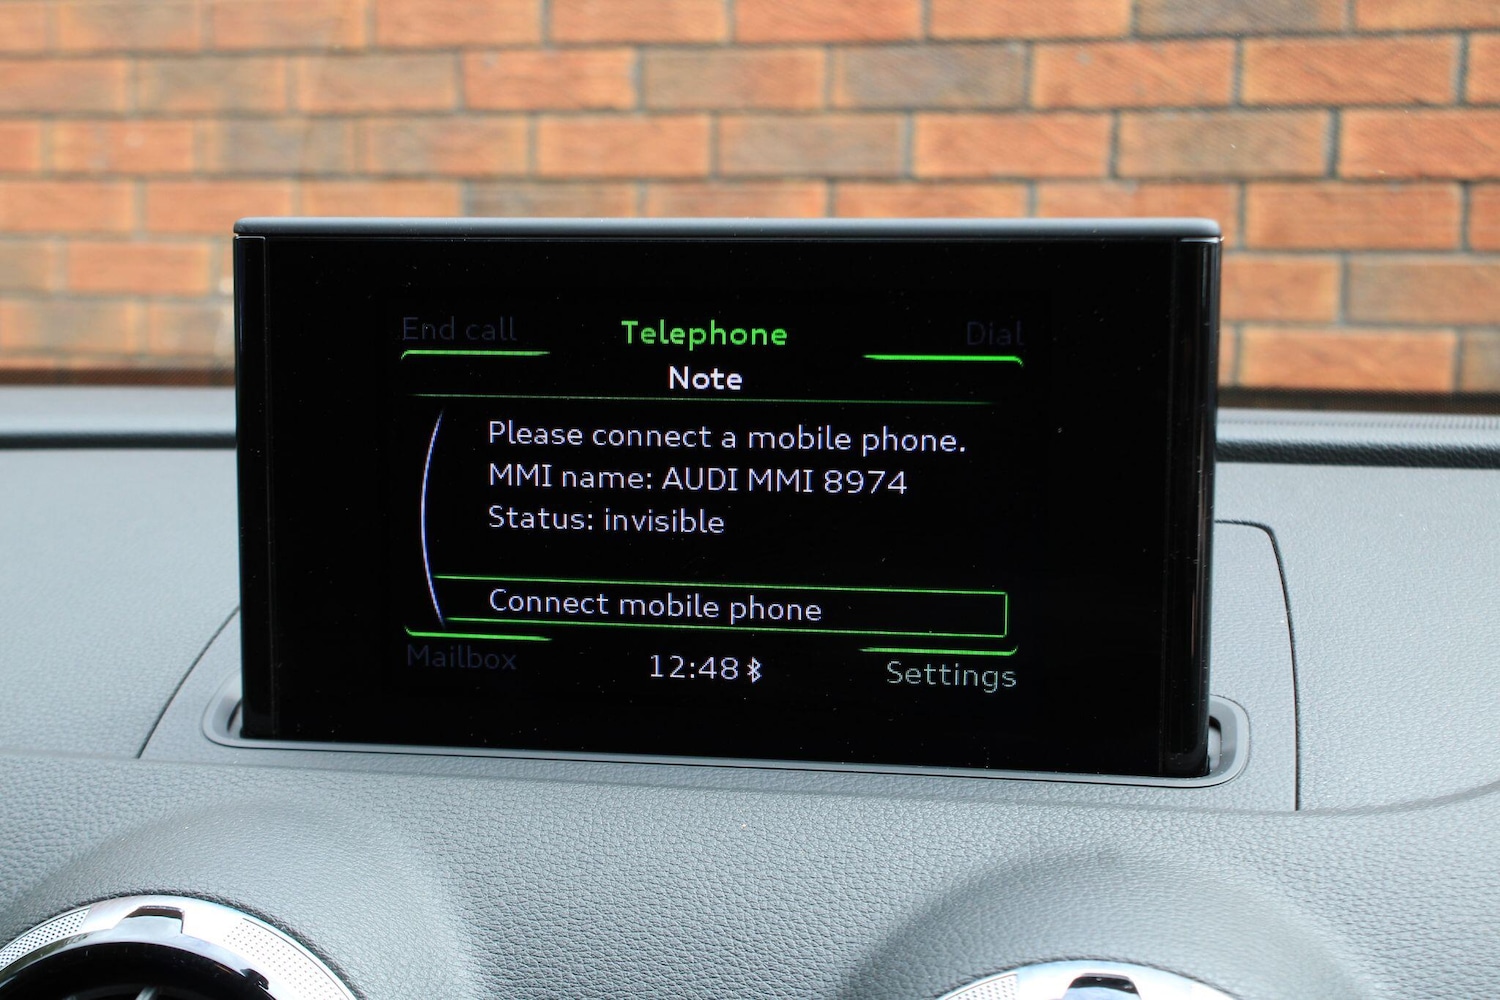 End call
Telephone
Dial
Note
Please connect a mobile phone.
MMI name: AUDI MMI 8974
Status: invisible
Connect mobile phone
Mailbox
12:48
Settings